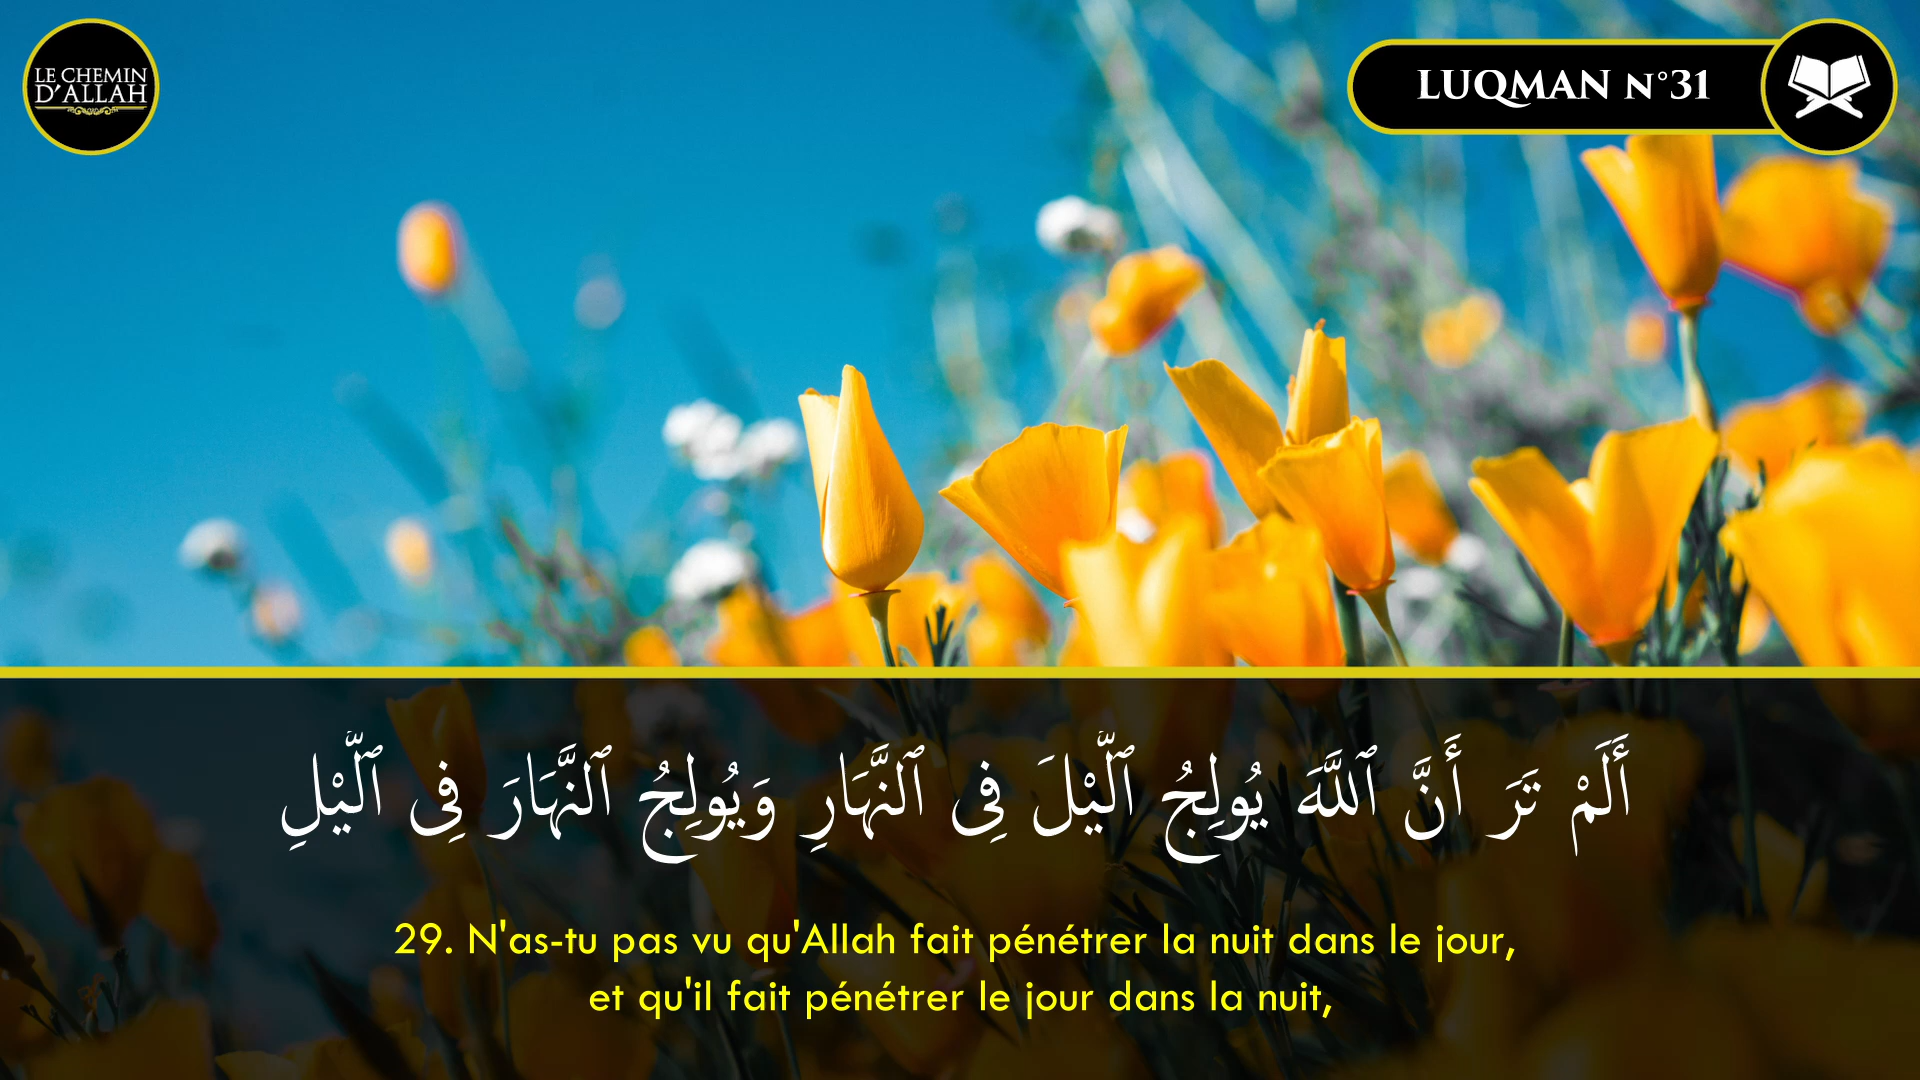 LE CHEMIN
D'ALLAH
LUQMAN N°31
أَلَمْ تَرَ أَنَّ ٱللَّهَ يُولِجُ ٱلَّيْلَ فِى ٱلنَّهَارِ وَيُولِجُ ٱلنَّهَارَ فِى ٱلَّيْلِ
29. N'as-tu pas vu qu'Allah fait pénétrer la nuit dans le jour,
et qu'il fait pénétrer le jour dans la nuit,